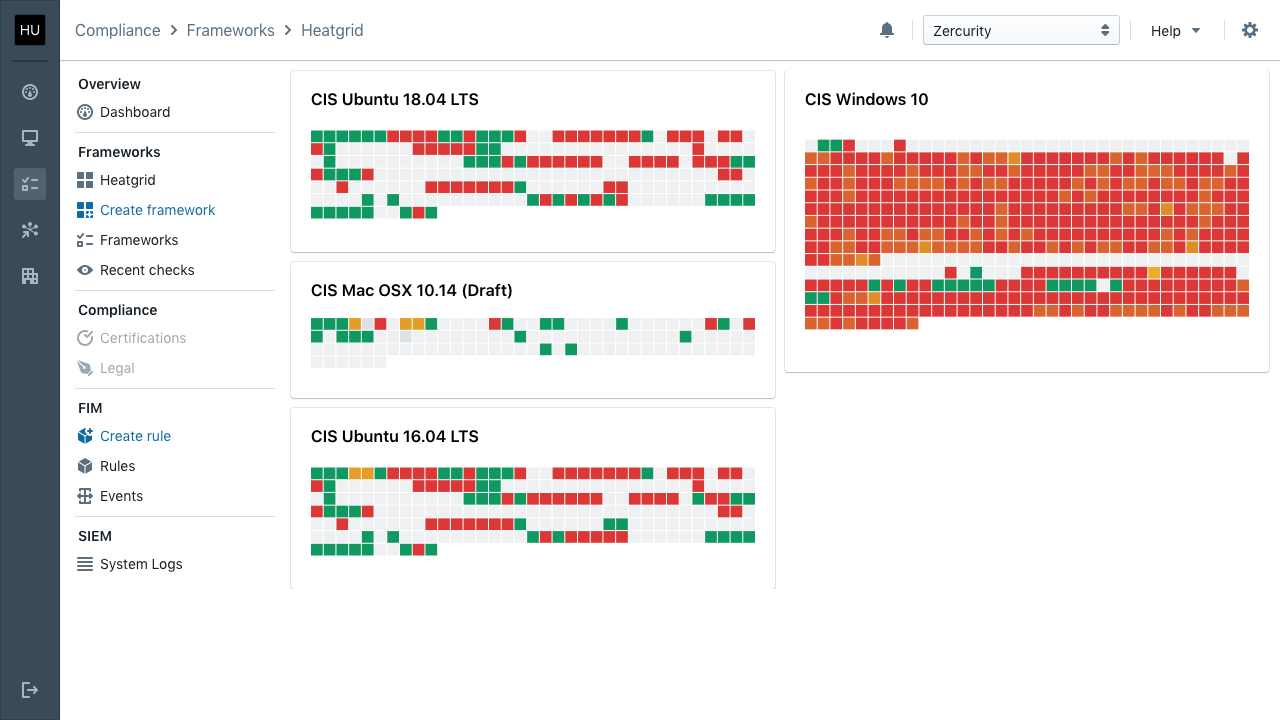 HU
Compliance > Frameworks > Heatgrid
Zercurity
Help
Overview
Dashboard
Frameworks
Heatgrid
Create framework
Frameworks
Recent checks
Compliance
Certifications
Legal
FIM
Create rule
Rules
Events
SIEM
System Logs
CIS Ubuntu 18.04 LTS
CIS Mac OSX 10.14 (Draft)
CIS Ubuntu 16.04 LTS
CIS Windows 10